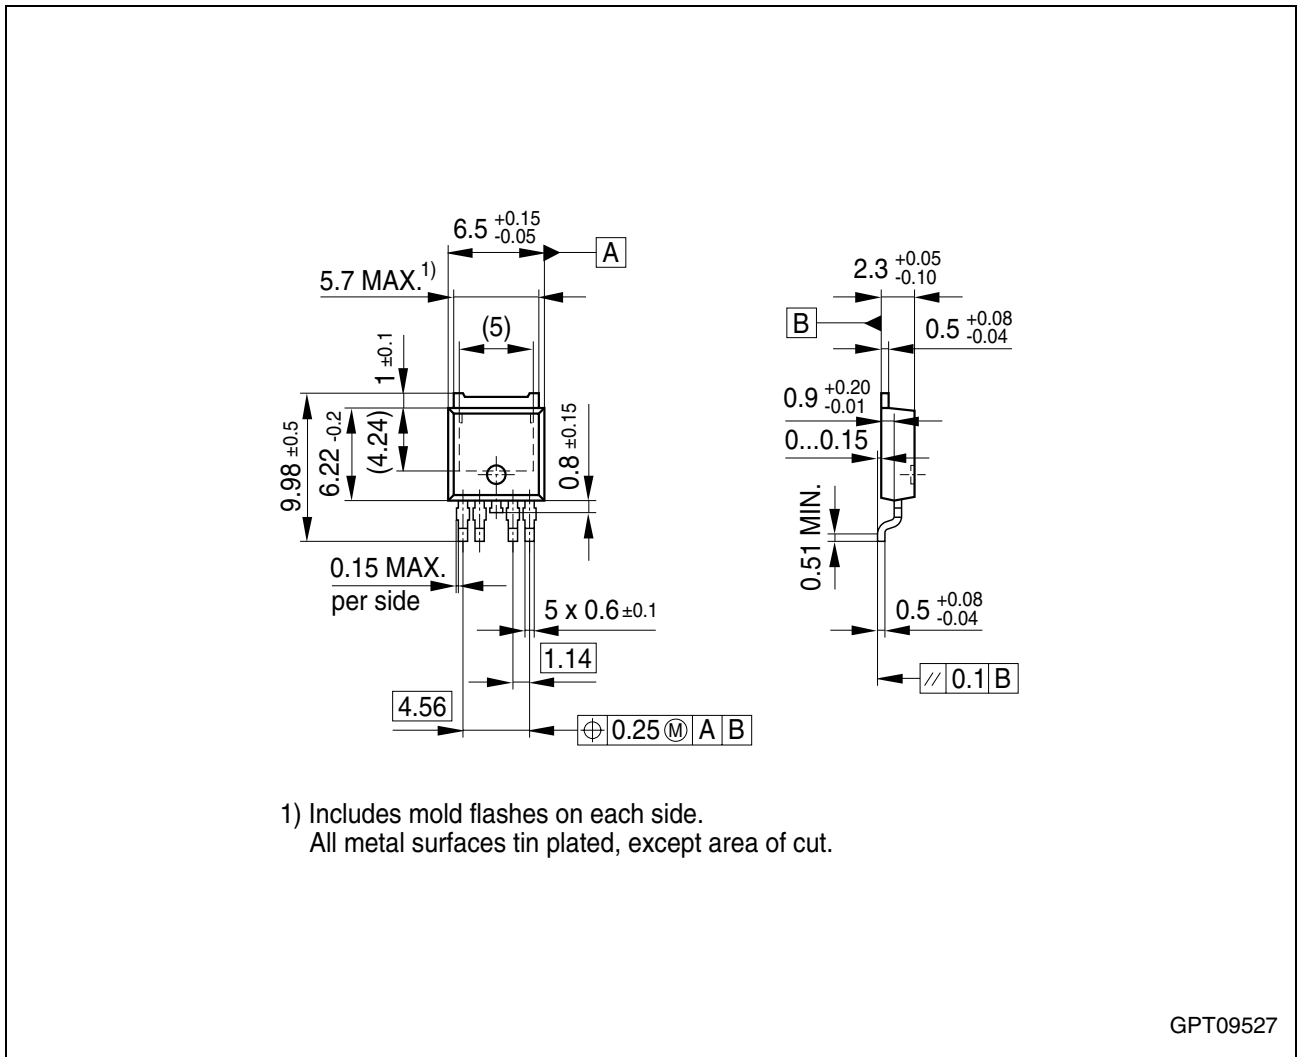 6.5 +0.15 -0.05
A
5.7 MAX.1)
(5)
1 ±0.1
9.98 ±0.5
6.22 -0.2
(4.24)
0.8 ±0.15
0.15 MAX.
per side
5 x 0.6 ±0.1
1.14
4.56
⌖ 0.25 Ⓜ A B
2.3 +0.05 -0.10
B
0.5 +0.08 -0.04
0.9 +0.20 -0.01
0...0.15
0.51 MIN.
0.5 +0.08 -0.04
// 0.1 B
1) Includes mold flashes on each side.
All metal surfaces tin plated, except area of cut.
GPT09527